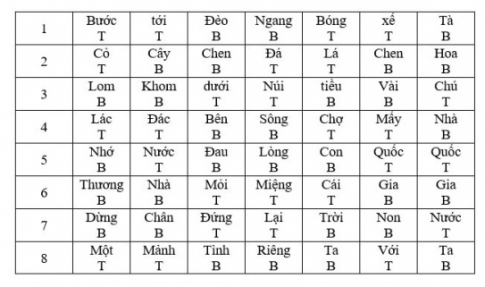 1 Bước tới Đèo Ngang Bóng xế Tà
T T B B T T B
2 Cỏ Cây Chen Đá Lá Chen Hoa
T B B T T B B
3 Lom Khom dưới Núi tiều Vài Chú
B B T T B B T
4 Lác Đác Bên Sông Chợ Mấy Nhà
T T B B T T B
5 Nhớ Nước Đau Lòng Con Quốc Quốc
T T B B B T T
6 Thương Nhà Mỏi Miệng Cái Gia Gia
B B T T T B B
7 Dừng Chân Đứng Lại Trời Non Nước
B B T T B B T
8 Một Mảnh Tình Riêng Ta Với Ta
T T B B B T B